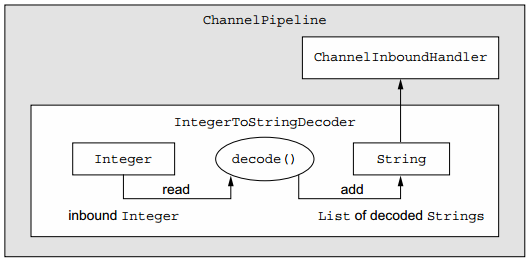 ChannelPipeline
ChannelInboundHandler
IntegerToStringDecoder
Integer
decode()
String
read
add
inbound Integer
List of decoded Strings